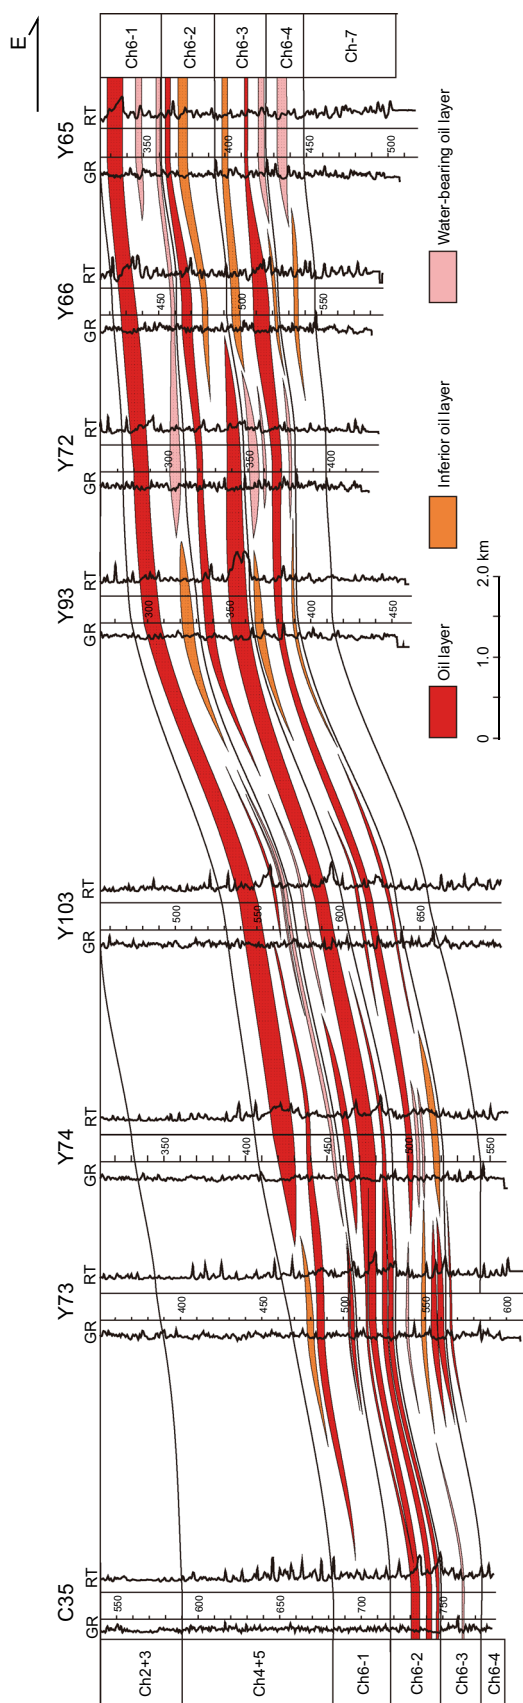 E
C35
GR RT
550
600
650
700
750
Ch2+3
Ch4+5
Ch6-1
Ch6-2
Ch6-3
Ch6-4
Y73
GR RT
400
450
500
550
600
Y74
GR RT
350
400
450
500
550
Y103
GR RT
500
550
600
650
Y93
GR RT
300
350
400
450
Y72
GR RT
300
350
400
Y66
GR RT
450
500
550
Y65
GR RT
350
400
450
500
Ch6-1
Ch6-2
Ch6-3
Ch6-4
Ch-7
Oil layer
Inferior oil layer
Water-bearing oil layer
0 1.0 2.0 km